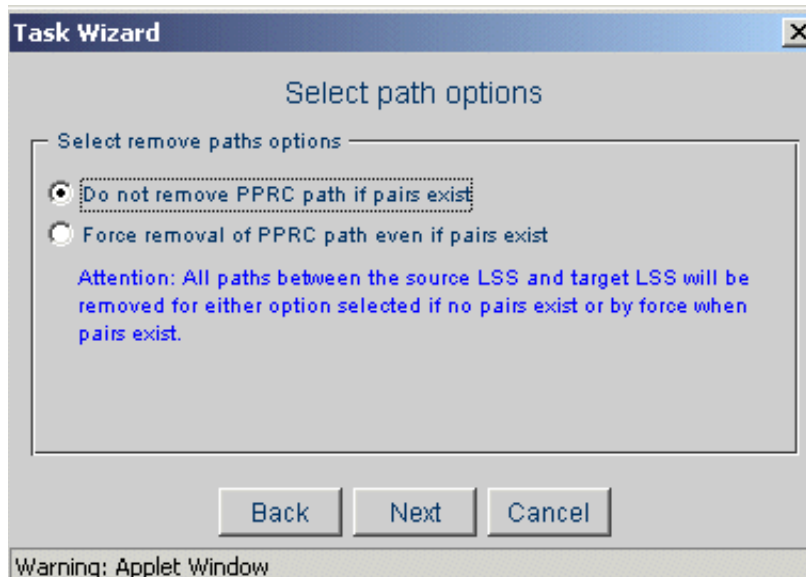 Task Wizard
Select path options
Select remove paths options
Do not remove PPRC path if pairs exist
Force removal of PPRC path even if pairs exist
Attention: All paths between the source LSS and target LSS will be
removed for either option selected if no pairs exist or by force when
pairs exist.
Back Next Cancel
Warning: Applet Window